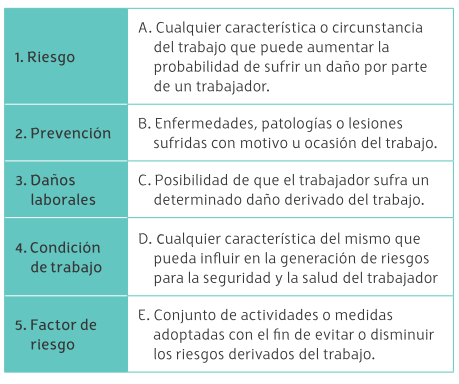 1. Riesgo
A. Cualquier característica o circunstancia
del trabajo que puede aumentar la
probabilidad de sufrir un daño por parte
de un trabajador.
2. Prevención
B. Enfermedades, patologías o lesiones
sufridas con motivo u ocasión del trabajo.
3. Daños
laborales
C. Posibilidad de que el trabajador sufra un
determinado daño derivado del trabajo.
4. Condición
de trabajo
D. Cualquier característica del mismo que
pueda influir en la generación de riesgos
para la seguridad y la salud del trabajador
5. Factor de
riesgo
E. Conjunto de actividades o medidas
adoptadas con el fin de evitar o disminuir
los riesgos derivados del trabajo.